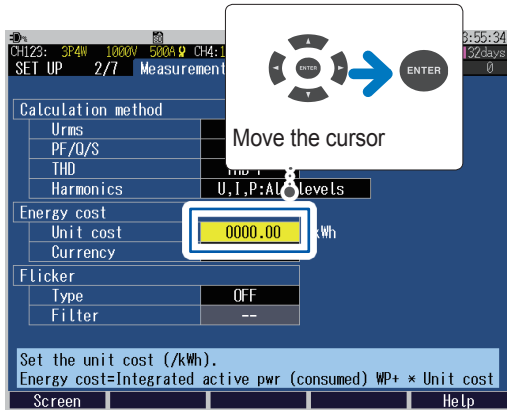 3:55:34
CH123: 3P4W 1000V 500A CH4:1
32days
SET UP 2/7 Measurement
0
ENTER
ENTER
Move the cursor
Calculation method
Urms
PF/Q/S
THD
Harmonics U,I,P:All levels
Energy cost
Unit cost 0000.00 /kWh
Currency
Flicker
Type OFF
Filter --
Set the unit cost (/kWh).
Energy cost=Integrated active pwr (consumed) WP+ * Unit cost
Screen Help